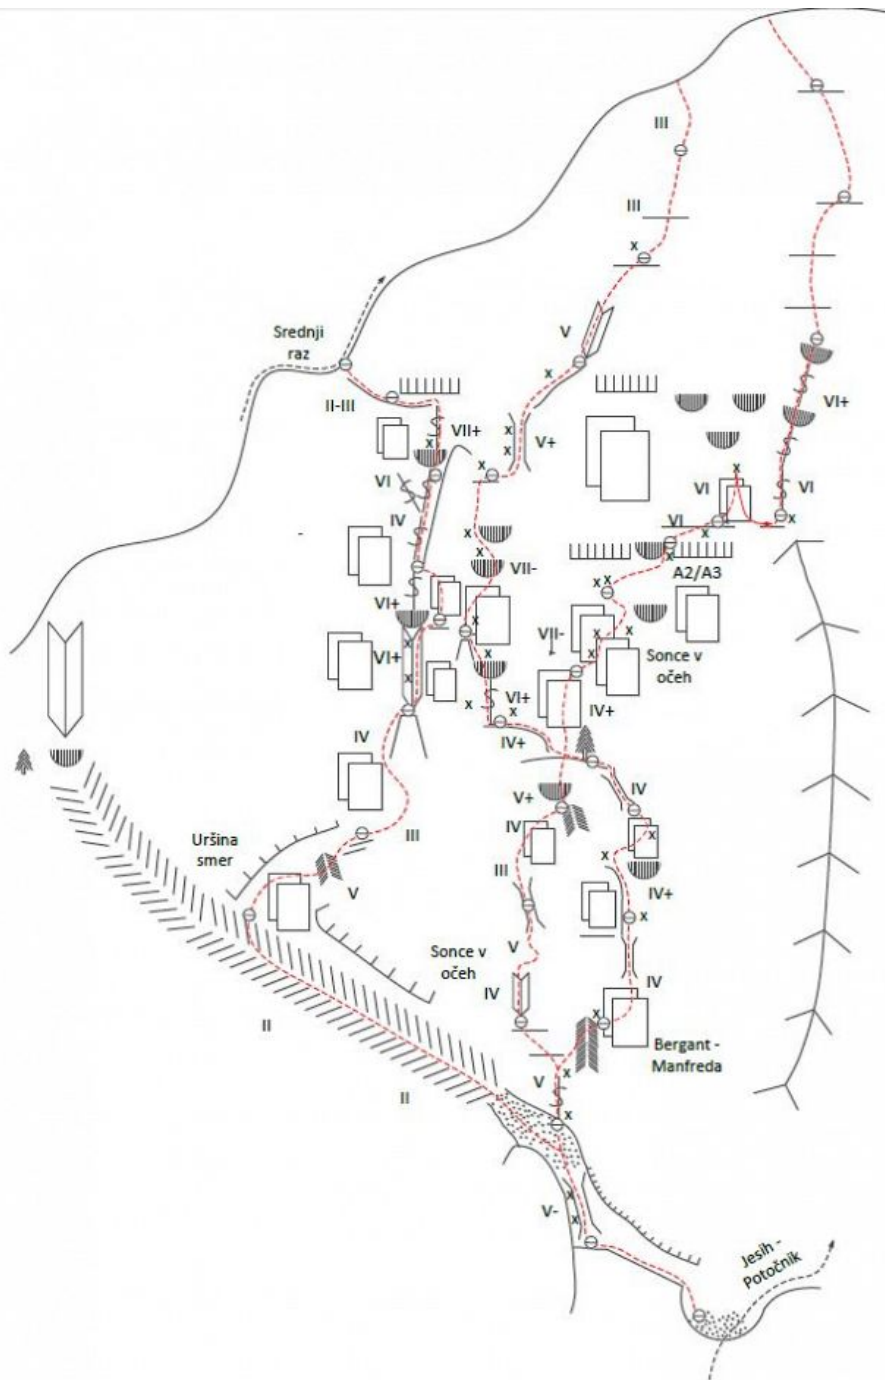 III
III
x
Srednji
raz
V
x
II-III
VII+
x
x
V+
x
VI+
VI
x
x
VI
VI
IV
VI
x
x
x
x
VII-
A2/A3
x
x
VI+
x
VII-
x
x
x
Sonce v
očeh
VI+
x
x
x
VI+
x
IV+
IV
IV+
V+
IV
IV
x
Uršina
smer
III
x
III
V
IV+
x
Sonce v
očeh
V
IV
IV
x
II
Bergant -
Manfreda
x
V
II
x
x
V-
x
Jesih -
Potočnik